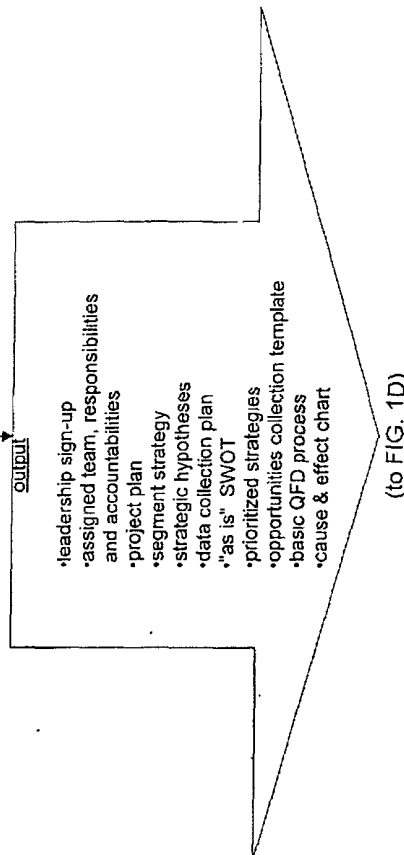 output
•leadership sign-up
•assigned team, responsibilities
and accountabilities
•project plan
•segment strategy
•strategic hypotheses
•data collection plan
•"as is" SWOT
•prioritized strategies
•opportunities collection template
•basic QFD process
•cause & effect chart
(to FIG. 1D)